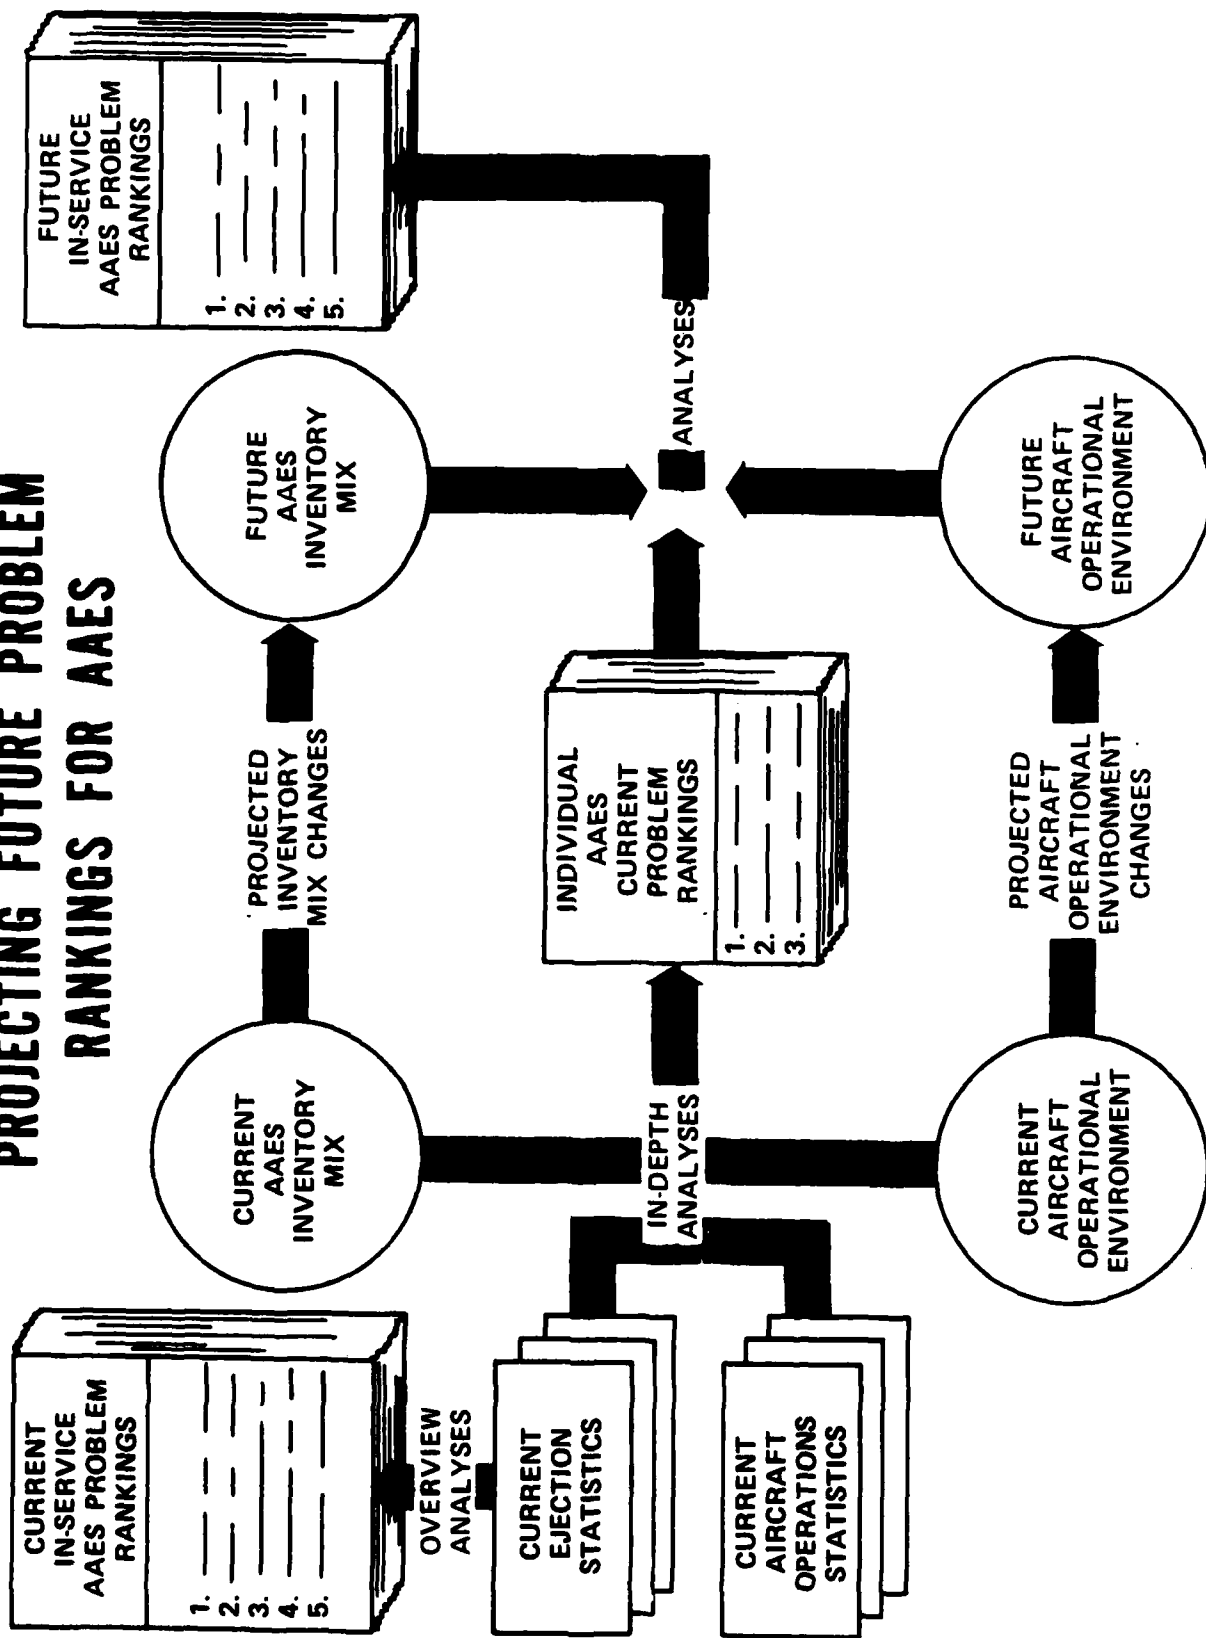 PROJECTING FUTURE PROBLEM
RANKINGS FOR AAES
CURRENT
IN-SERVICE
AAES PROBLEM
RANKINGS
1.
2.
3.
4.
5.
OVERVIEW
ANALYSES
CURRENT
EJECTION
STATISTICS
CURRENT
AIRCRAFT
OPERATIONS
STATISTICS
CURRENT
AAES
INVENTORY
MIX
IN-DEPTH
ANALYSES
CURRENT
AIRCRAFT
OPERATIONAL
ENVIRONMENT
PROJECTED
INVENTORY
MIX CHANGES
INDIVIDUAL
AAES
CURRENT
PROBLEM
RANKINGS
1.
2.
3.
PROJECTED
AIRCRAFT
OPERATIONAL
ENVIRONMENT
CHANGES
FUTURE
AAES
INVENTORY
MIX
ANALYSES
FUTURE
AIRCRAFT
OPERATIONAL
ENVIRONMENT
FUTURE
IN-SERVICE
AAES PROBLEM
RANKINGS
1.
2.
3.
4.
5.